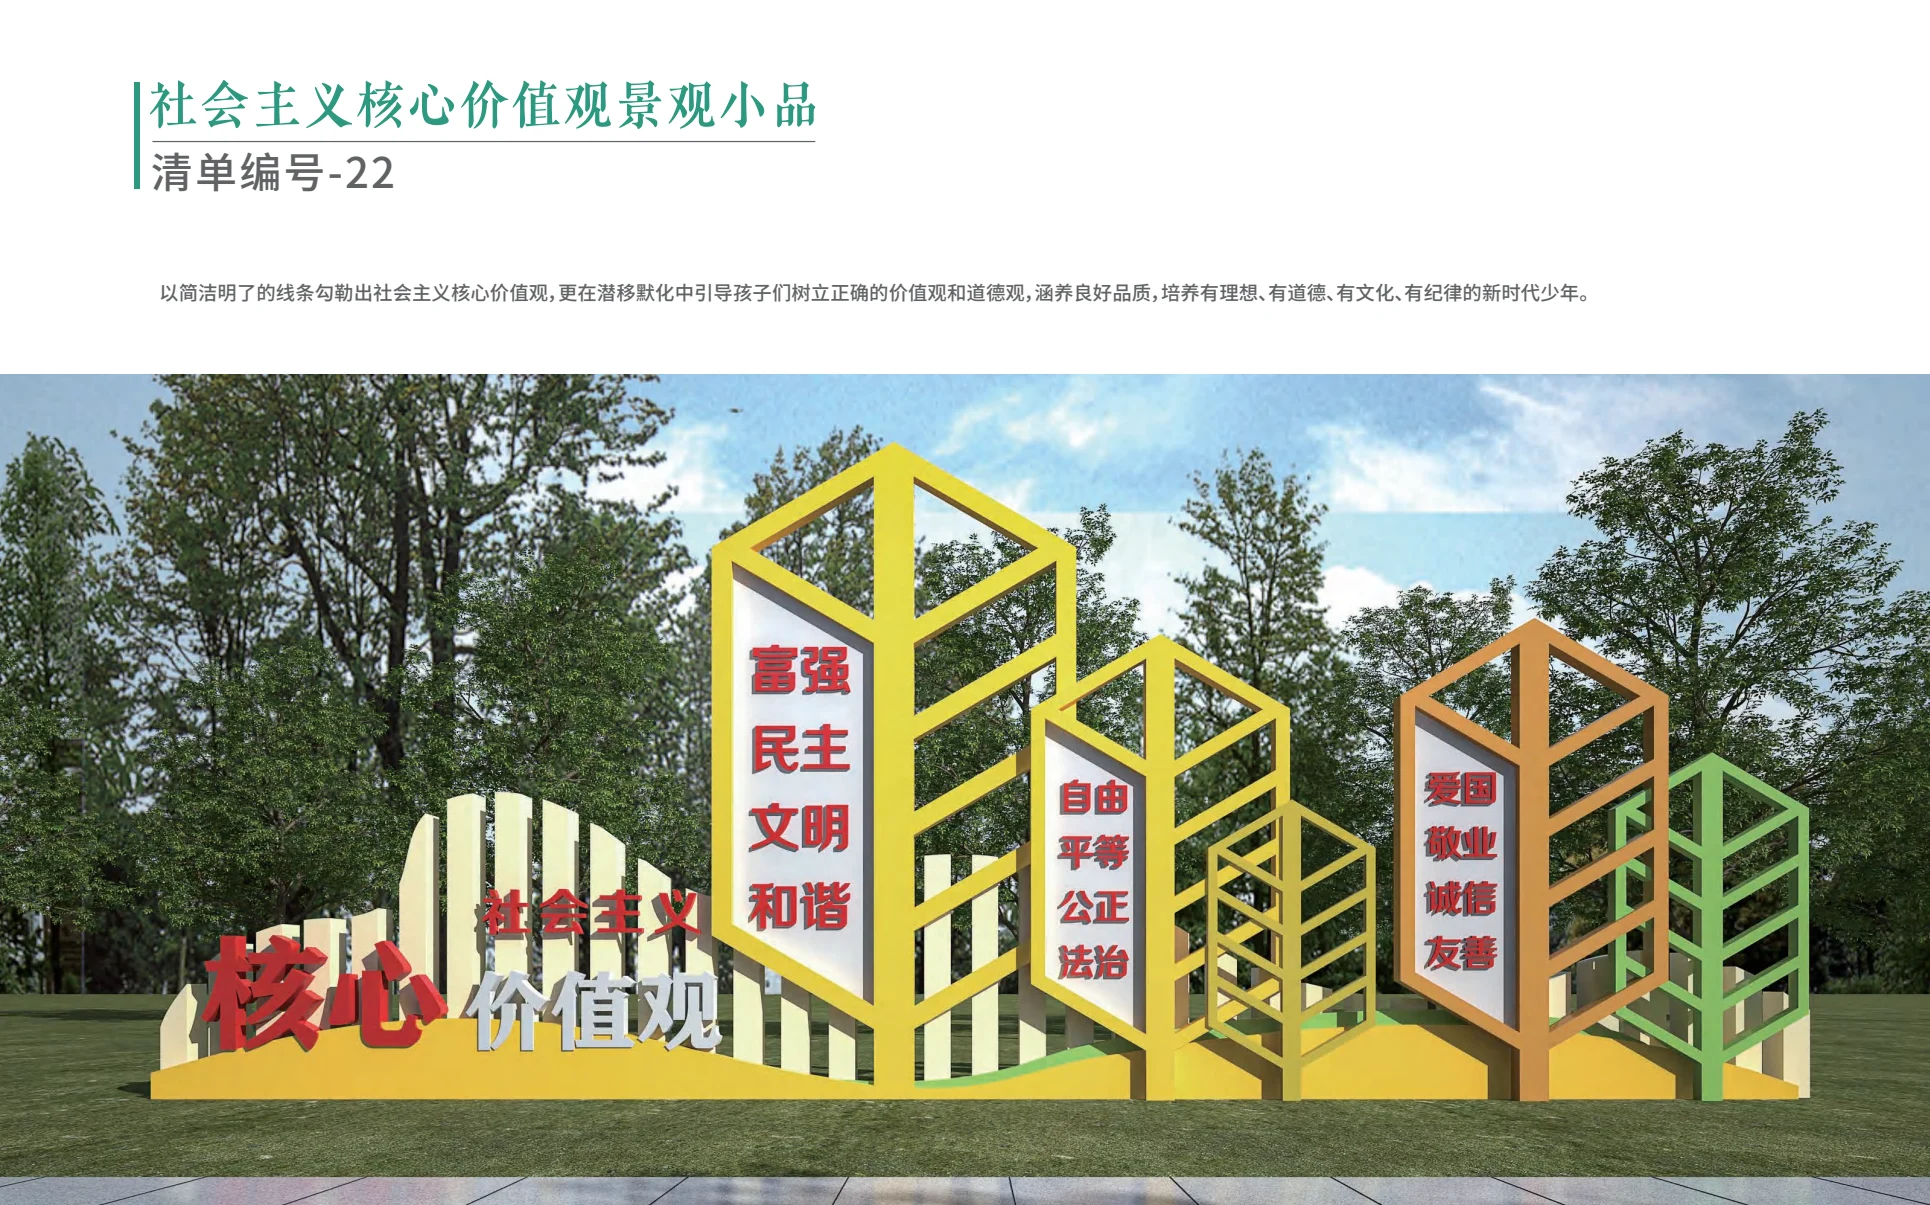 社会主义核心价值观景观小品
清单编号-22
以简洁明了的线条勾勒出社会主义核心价值观，更在潜移默化中引导孩子们树立正确的价值观和道德观，涵养良好品质，培养有理想、有道德、有文化、有纪律的新时代少年。
社会主义
核心价值观
富强
民主
文明
和谐
自由
平等
公正
法治
爱国
敬业
诚信
友善